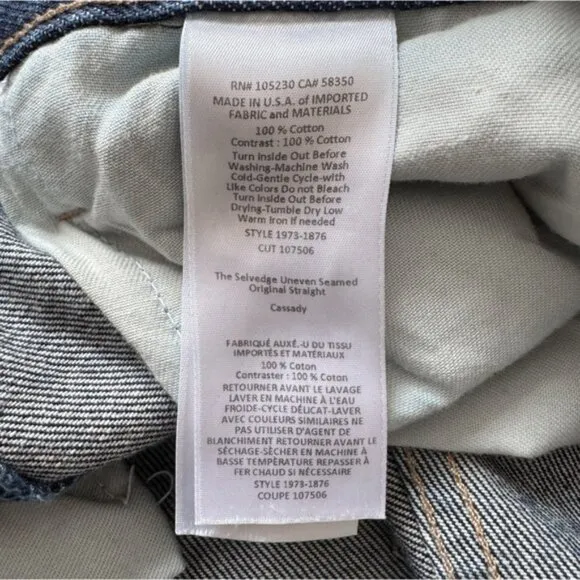 RN# 105230 CA# 58350
MADE IN U.S.A. of IMPORTED
FABRIC and MATERIALS
100 % Cotton
Contrast : 100 % Cotton
Turn Inside Out Before
Washing-Machine Wash
Cold-Gentle Cycle-with
Like Colors Do not Bleach
Turn Inside Out Before
Drying-Tumble Dry Low
Warm Iron If needed
STYLE 1973-1876
CUT 107506
The Selvedge Uneven Seamed
Original Straight
Cassady
FABRIQUÉ AUXÉ.-U DU TISSU
IMPORTÉS ET MATÉRIAUX
100 % Coton
Contraster : 100 % Coton
RETOURNER AVANT LE LAVAGE
LAVER EN MACHINE À L'EAU
FROIDE-CYCLE DÉLICAT-LAVER
AVEC COULEURS SIMILAIRES NE
PAS UTILISER D'AGENT DE
BLANCHIMENT RETOURNER AVANT LE
SÉCHAGE-SÈCHER EN MACHINE À
BASSE TEMPÈRATURE REPASSER À
FER CHAUD SI NÉCESSAIRE
STYLE 1973-1876
COUPE 107506